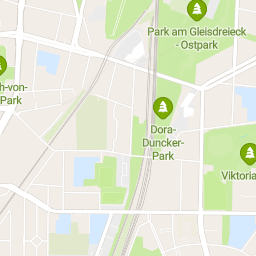 Park am Gleisdreieck
- Ostpark
h-von-
Park
Dora-
Duncker-
Park
Viktoria